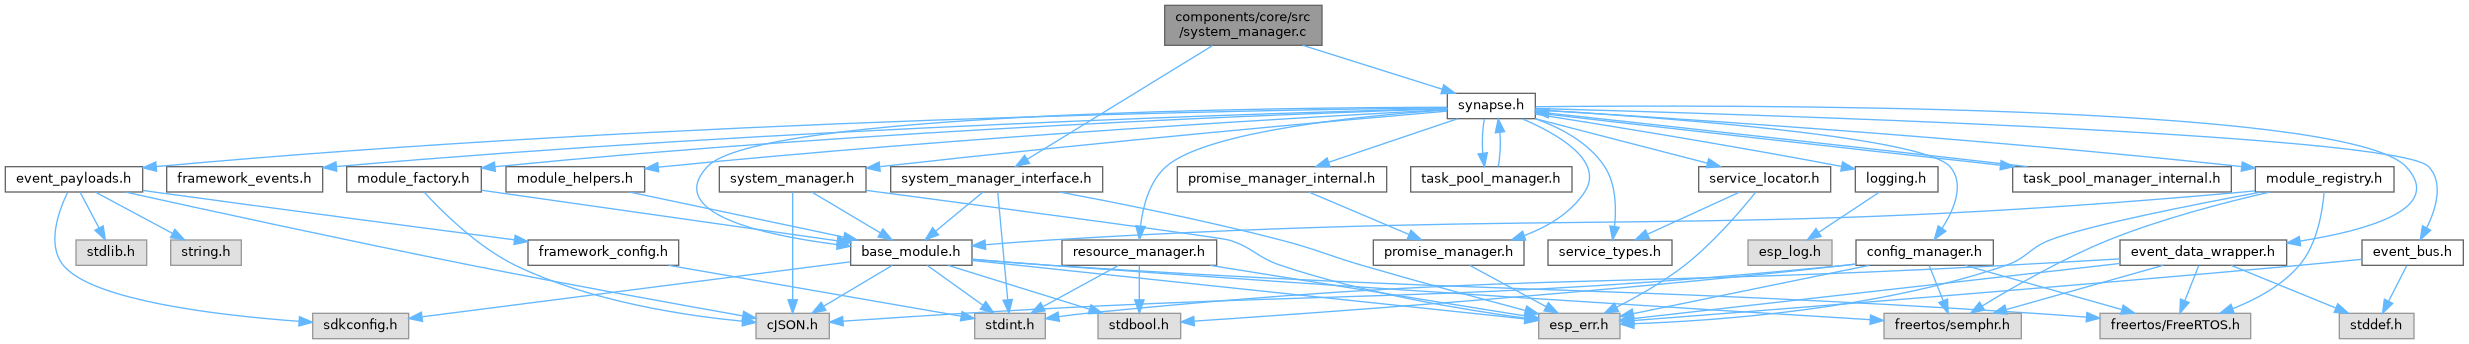 components/core/src
/system_manager.c
synapse.h
event_payloads.h
framework_events.h
module_factory.h
module_helpers.h
system_manager.h
system_manager_interface.h
promise_manager_internal.h
task_pool_manager.h
service_locator.h
logging.h
task_pool_manager_internal.h
module_registry.h
stdlib.h
string.h
framework_config.h
base_module.h
resource_manager.h
promise_manager.h
service_types.h
esp_log.h
config_manager.h
event_data_wrapper.h
event_bus.h
sdkconfig.h
cJSON.h
stdint.h
stdbool.h
esp_err.h
freertos/semphr.h
freertos/FreeRTOS.h
stddef.h